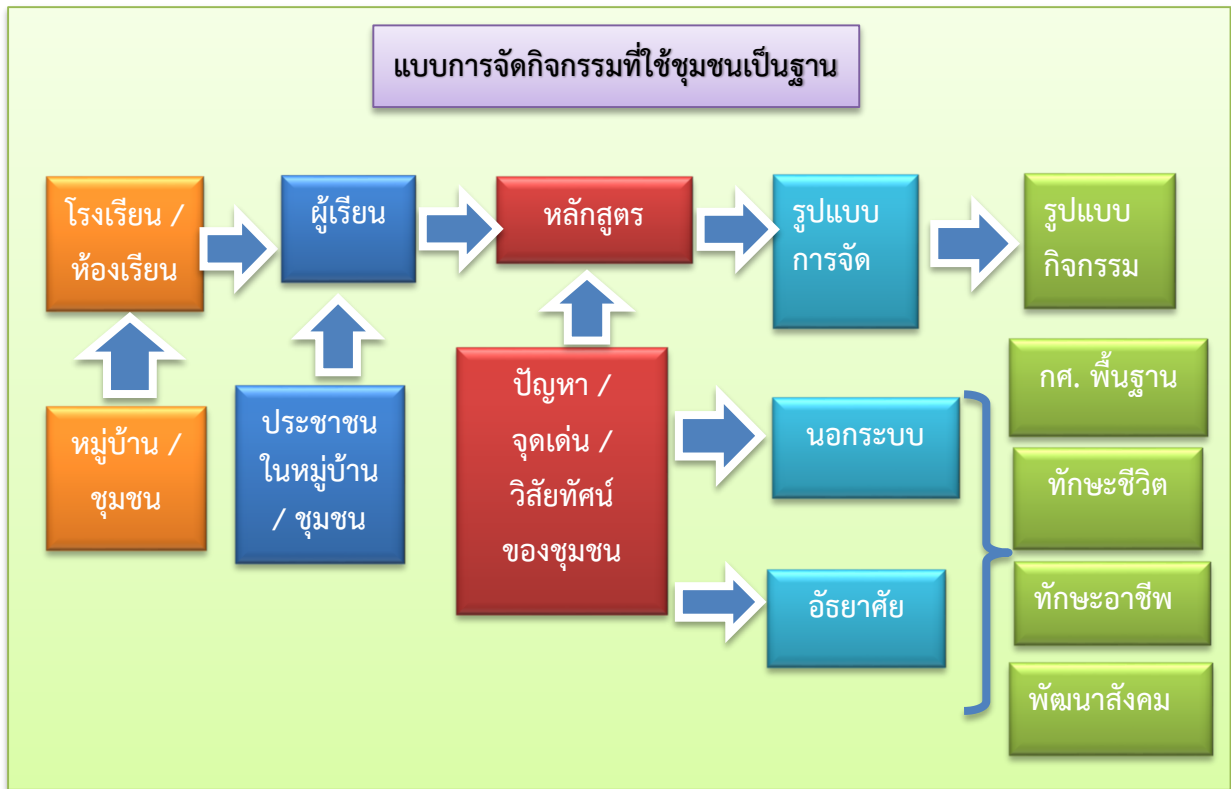 แบบการจัดกิจกรรมที่ใช้ชุมชนเป็นฐาน
โรงเรียน /
ห้องเรียน
ผู้เรียน
หลักสูตร
รูปแบบ
การจัด
รูปแบบ
กิจกรรม
หมู่บ้าน /
ชุมชน
ประชาชน
ในหมู่บ้าน
/ ชุมชน
ปัญหา /
จุดเด่น /
วิสัยทัศน์
ของชุมชน
นอกระบบ
อัธยาศัย
กศ. พื้นฐาน
ทักษะชีวิต
ทักษะอาชีพ
พัฒนาสังคม